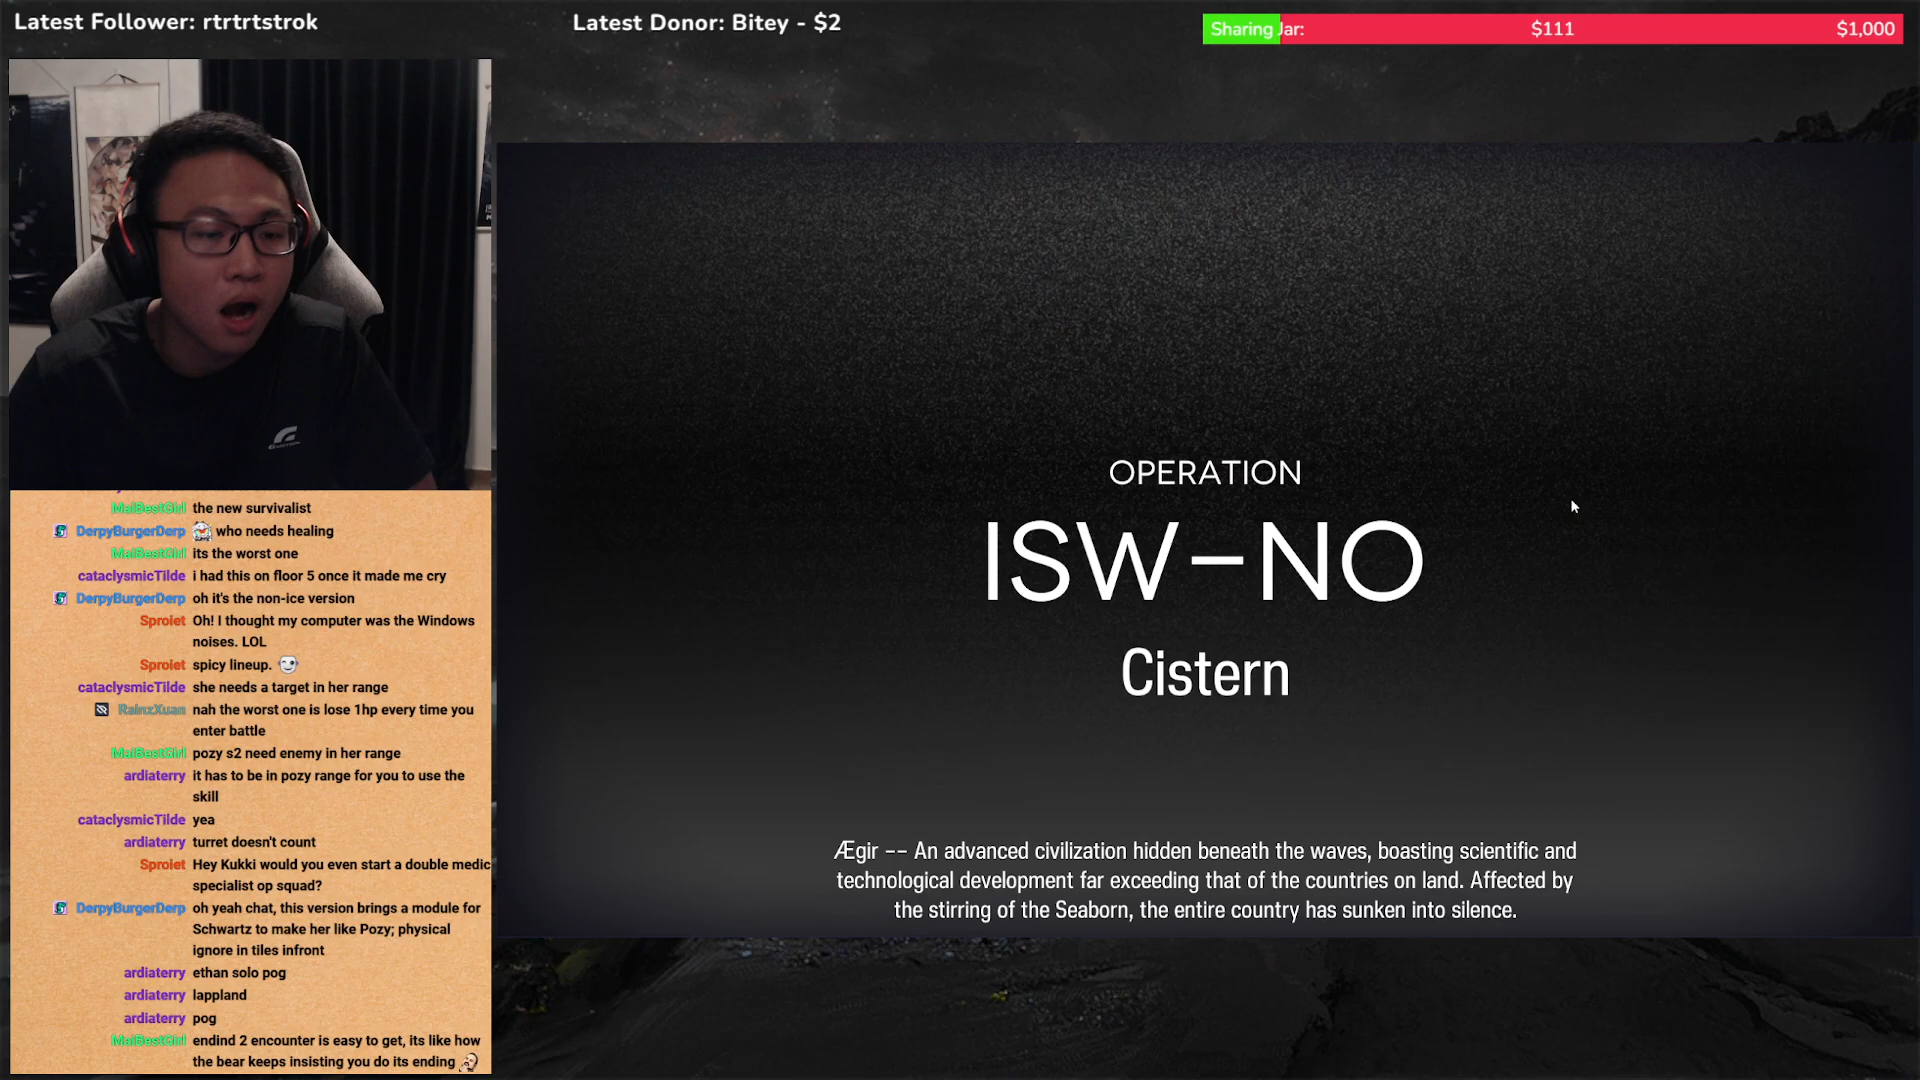 Latest Follower: rtrtrtstrok
Latest Donor: Bitey - $2
Sharing Jar: $111 $1,000
MaiBestGirl the new survivalist
DerpyBurgerDerp who needs healing
MaiBestGirl its the worst one
cataclysmicTilde i had this on floor 5 once it made me cry
DerpyBurgerDerp oh it's the non-ice version
Sproiet Oh! I thought my computer was the Windows
noises. LOL
Sproiet spicy lineup.
cataclysmicTilde she needs a target in her range
RainzXuan nah the worst one is lose 1hp every time you
enter battle
MaiBestGirl pozy s2 need enemy in her range
ardiaterry it has to be in pozy range for you to use the
skill
cataclysmicTilde yea
ardiaterry turret doesn't count
Sproiet Hey Kukki would you even start a double medic
specialist op squad?
DerpyBurgerDerp oh yeah chat, this version brings a module for
Schwartz to make her like Pozy; physical
ignore in tiles infront
ardiaterry ethan solo pog
ardiaterry lappland
ardiaterry pog
MaiBestGirl endind 2 encounter is easy to get, its like how
the bear keeps insisting you do its ending
OPERATION
ISW-NO
Cistern
Ægir -- An advanced civilization hidden beneath the waves, boasting scientific and
technological development far exceeding that of the countries on land. Affected by
the stirring of the Seaborn, the entire country has sunken into silence.